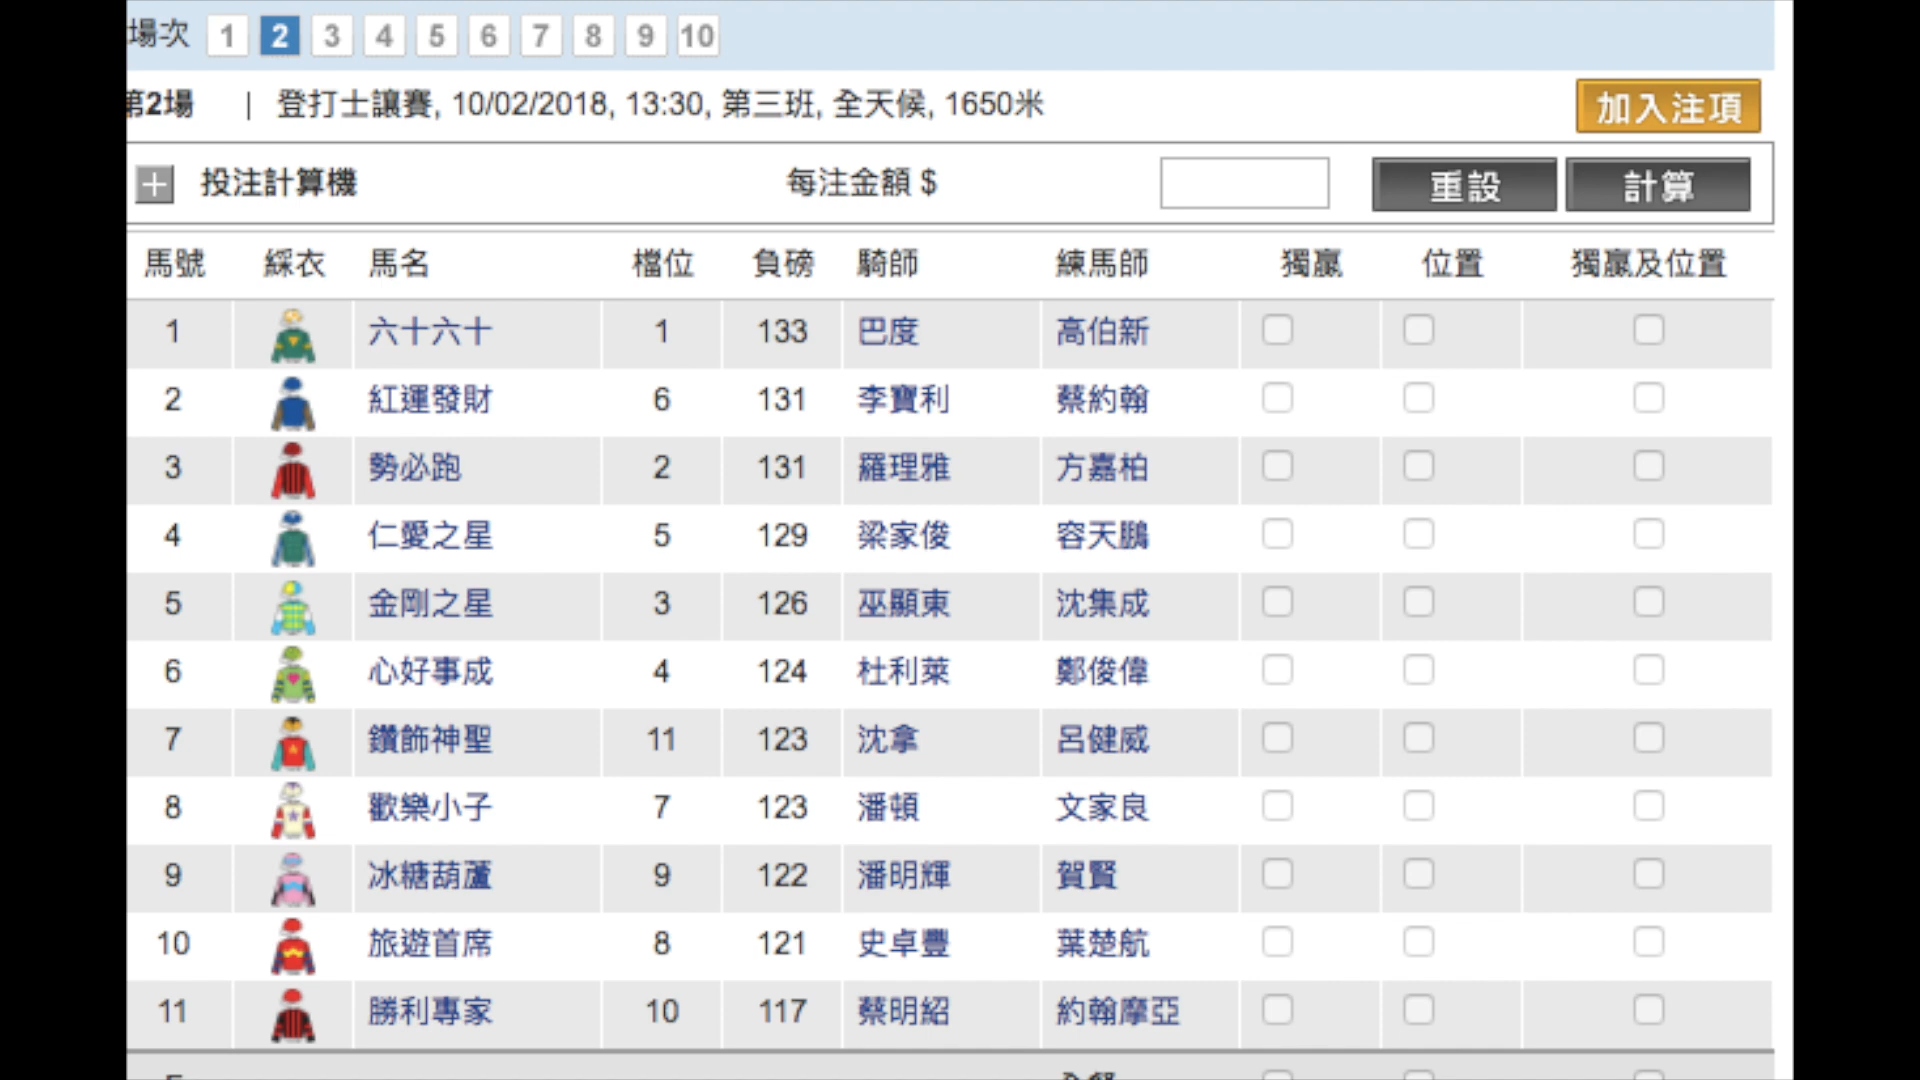 場次 1 2 3 4 5 6 7 8 9 10
第2場 | 登打士讓賽, 10/02/2018, 13:30, 第三班, 全天候, 1650米 加入注項
投注計算機 每注金額 $ 重設 計算
馬號 綵衣 馬名 檔位 負磅 騎師 練馬師 獨贏 位置 獨贏及位置
1 六十六十 1 133 巴度 高伯新
2 紅運發財 6 131 李寶利 蔡約翰
3 勢必跑 2 131 羅理雅 方嘉柏
4 仁愛之星 5 129 梁家俊 容天鵬
5 金剛之星 3 126 巫顯東 沈集成
6 心好事成 4 124 杜利萊 鄭俊偉
7 鑽飾神聖 11 123 沈拿 呂健威
8 歡樂小子 7 123 潘頓 文家良
9 冰糖葫蘆 9 122 潘明輝 賀賢
10 旅遊首席 8 121 史卓豐 葉楚航
11 勝利專家 10 117 蔡明紹 約翰摩亞